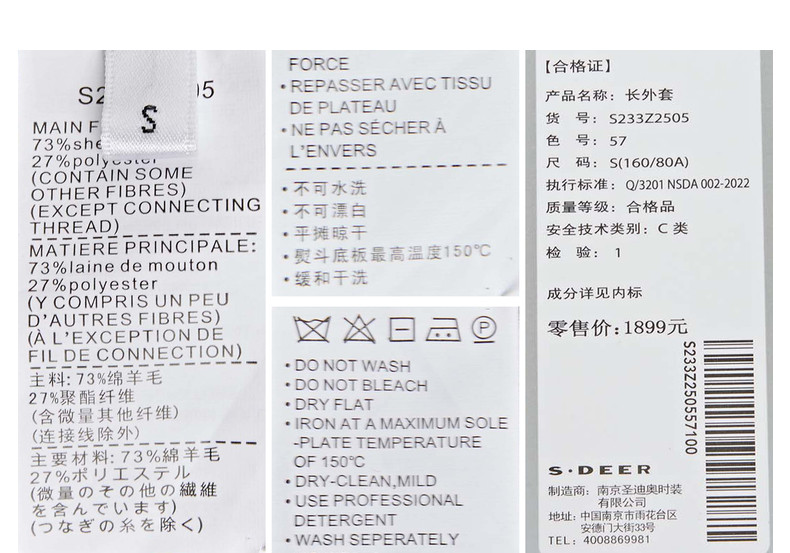 S
MAIN
73%
27%polyester
(CONTAIN SOME
OTHER FIBRES)
(EXCEPT CONNECTING
THREAD)
MATIERE PRINCIPALE:
73%laine de mouton
27%polyester
(Y COMPRIS UN PEU
D'AUTRES FIBRES)
(À L'EXCEPTION DE
FIL DE CONNECTION)
主料:73%绵羊毛
27%聚酯纤维
(含微量其他纤维)
(连接线除外)
主要材料:73%綿羊毛
27%ポリエステル
(微量のその他の繊維
を含んでいます)
(つなぎの糸を除く)
FORCE
•REPASSER AVEC TISSU
DE PLATEAU
•NE PAS SÉCHER À
L'ENVERS
•不可水洗
•不可漂白
•平摊晾干
•熨斗底板最高温度150℃
•缓和干洗
P
•DO NOT WASH
•DO NOT BLEACH
•DRY FLAT
•IRON AT A MAXIMUM SOLE
-PLATE TEMPERATURE
OF 150℃
•DRY-CLEAN,MILD
•USE PROFESSIONAL
DETERGENT
•WASH SEPERATELY
【合格证】
产品名称: 长外套
货 号: S233Z2505
色 号: 57
尺 码: S(160/80A)
执行标准: Q/3201 NSDA 002-2022
质量等级: 合格品
安全技术类别: C 类
检 验: 1
成分详见内标
零售价:1899元
S233Z250557100
S·DEER
制造商: 南京圣迪奥时装
有限公司
地址: 中国南京市雨花台区
安德门大街33号
TEL: 4008869981